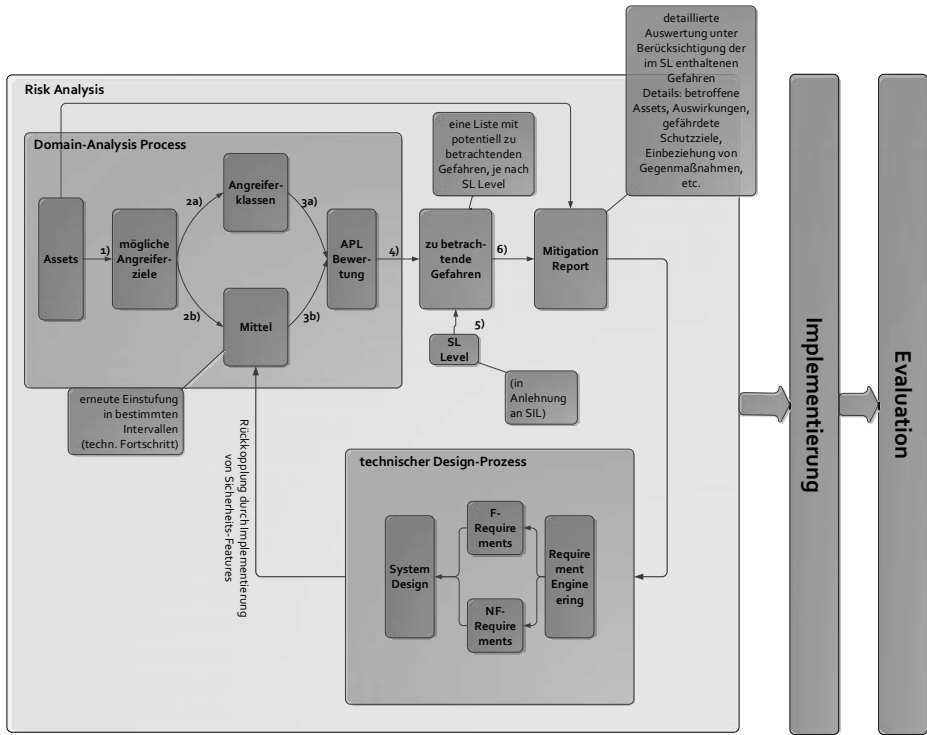 detaillierte
Auswertung unter
Berücksichtigung der
im SL enthaltenen
Gefahren
Details: betroffene
Assets, Auswirkungen,
gefährdete
Schutzziele,
Einbeziehung von
Gegenmaßnahmen,
etc.
Risk Analysis
Domain-Analysis Process
eine Liste mit
potentiell zu
betrachtenden
Gefahren, je nach
SL Level
Assets
1)
mögliche
Angreifer-
ziele
2a)
Angreifer-
klassen
3a)
2b)
Mittel
3b)
APL
Bewer-
tung
4)
zu betrach-
tende
Gefahren
6)
Mitigation
Report
5)
SL
Level
(in
Anlehnung
an SIL)
erneute Einstufung
in bestimmten
Intervallen
(techn. Fortschritt)
Rückkopplung durch Implementierung
von Sicherheits-Features
technischer Design-Prozess
System
Design
F-
Require
ments
NF-
Require
ments
Require
ment
Engine
ering
Implementierung
Evaluation